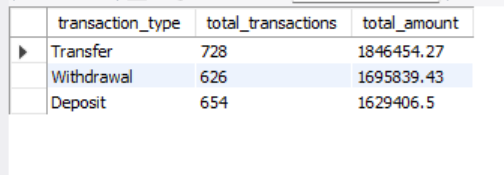 transaction_type total_transactions total_amount
Transfer 728 1846454.27
Withdrawal 626 1695839.43
Deposit 654 1629406.5